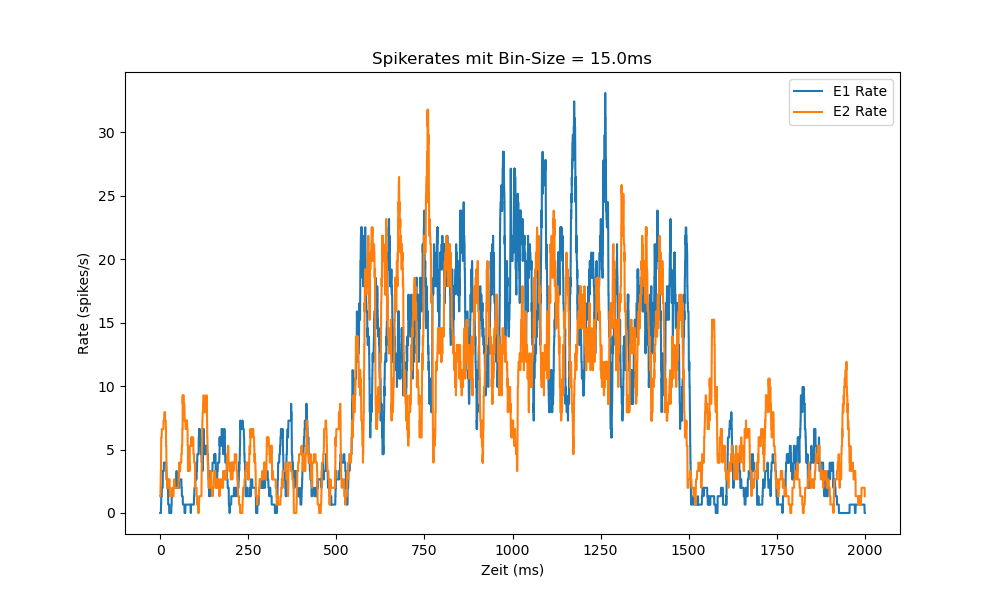 Spikerates mit Bin-Size = 15.0ms
E1 Rate
E2 Rate
Rate (spikes/s)
30
25
20
15
10
5
0
0 250 500 750 1000 1250 1500 1750 2000
Zeit (ms)